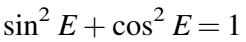 sin² E + cos² E = 1